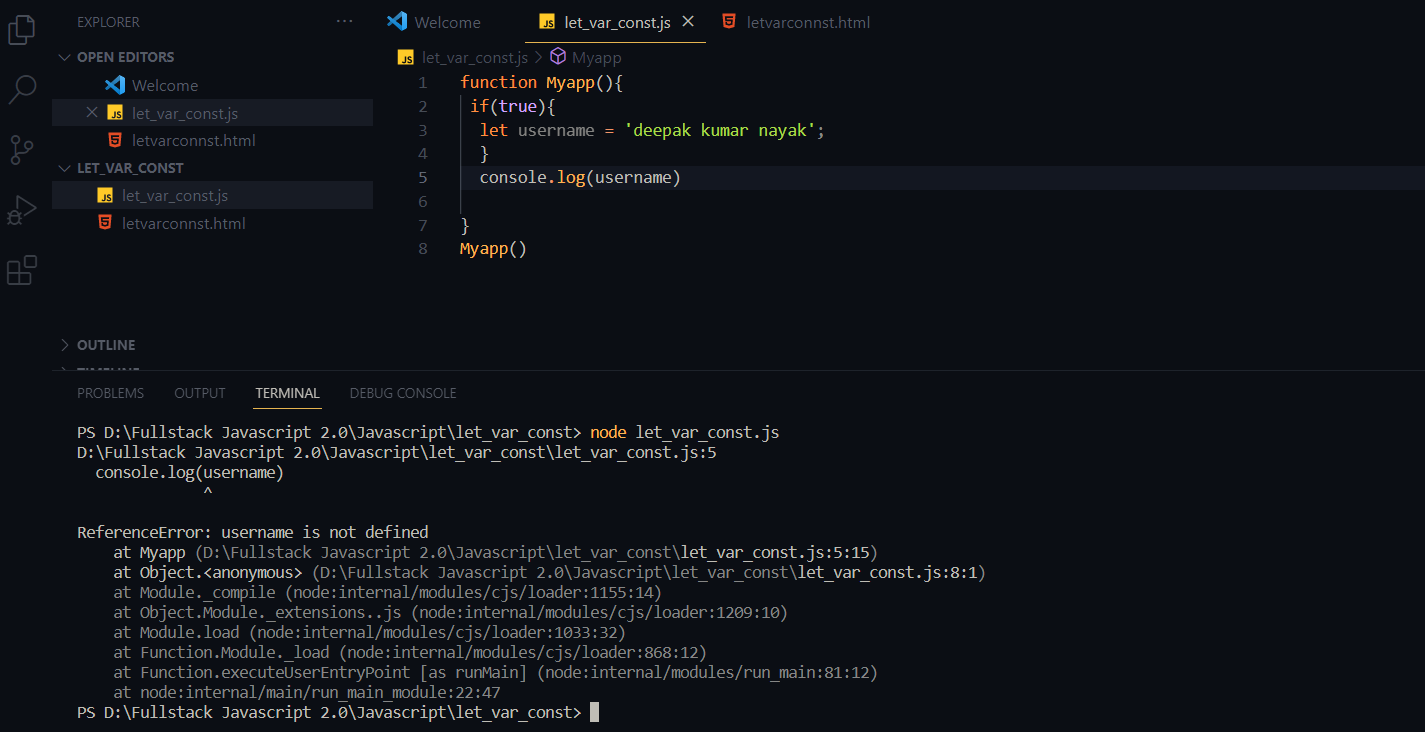 EXPLORER ···
OPEN EDITORS
Welcome
let_var_const.js
letvarconnst.html
LET_VAR_CONST
let_var_const.js
letvarconnst.html
OUTLINE
TIMELINE
Welcome let_var_const.js letvarconnst.html
let_var_const.js > Myapp
1 function Myapp(){
2 if(true){
3 let username = 'deepak kumar nayak';
4 }
5 console.log(username)
6
7 }
8 Myapp()
PROBLEMS OUTPUT TERMINAL DEBUG CONSOLE
PS D:\Fullstack Javascript 2.0\Javascript\let_var_const> node let_var_const.js
D:\Fullstack Javascript 2.0\Javascript\let_var_const\let_var_const.js:5
console.log(username)
^
ReferenceError: username is not defined
at Myapp (D:\Fullstack Javascript 2.0\Javascript\let_var_const\let_var_const.js:5:15)
at Object.<anonymous> (D:\Fullstack Javascript 2.0\Javascript\let_var_const\let_var_const.js:8:1)
at Module._compile (node:internal/modules/cjs/loader:1155:14)
at Object.Module._extensions..js (node:internal/modules/cjs/loader:1209:10)
at Module.load (node:internal/modules/cjs/loader:1033:32)
at Function.Module._load (node:internal/modules/cjs/loader:868:12)
at Function.executeUserEntryPoint [as runMain] (node:internal/modules/run_main:81:12)
at node:internal/main/run_main_module:22:47
PS D:\Fullstack Javascript 2.0\Javascript\let_var_const>